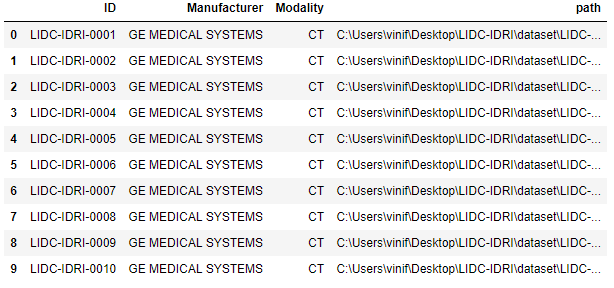 ID Manufacturer Modality path
0 LIDC-IDRI-0001 GE MEDICAL SYSTEMS CT C:\Users\vinif\Desktop\LIDC-IDRI\dataset\LIDC-...
1 LIDC-IDRI-0002 GE MEDICAL SYSTEMS CT C:\Users\vinif\Desktop\LIDC-IDRI\dataset\LIDC-...
2 LIDC-IDRI-0003 GE MEDICAL SYSTEMS CT C:\Users\vinif\Desktop\LIDC-IDRI\dataset\LIDC-...
3 LIDC-IDRI-0004 GE MEDICAL SYSTEMS CT C:\Users\vinif\Desktop\LIDC-IDRI\dataset\LIDC-...
4 LIDC-IDRI-0005 GE MEDICAL SYSTEMS CT C:\Users\vinif\Desktop\LIDC-IDRI\dataset\LIDC-...
5 LIDC-IDRI-0006 GE MEDICAL SYSTEMS CT C:\Users\vinif\Desktop\LIDC-IDRI\dataset\LIDC-...
6 LIDC-IDRI-0007 GE MEDICAL SYSTEMS CT C:\Users\vinif\Desktop\LIDC-IDRI\dataset\LIDC-...
7 LIDC-IDRI-0008 GE MEDICAL SYSTEMS CT C:\Users\vinif\Desktop\LIDC-IDRI\dataset\LIDC-...
8 LIDC-IDRI-0009 GE MEDICAL SYSTEMS CT C:\Users\vinif\Desktop\LIDC-IDRI\dataset\LIDC-...
9 LIDC-IDRI-0010 GE MEDICAL SYSTEMS CT C:\Users\vinif\Desktop\LIDC-IDRI\dataset\LIDC-...